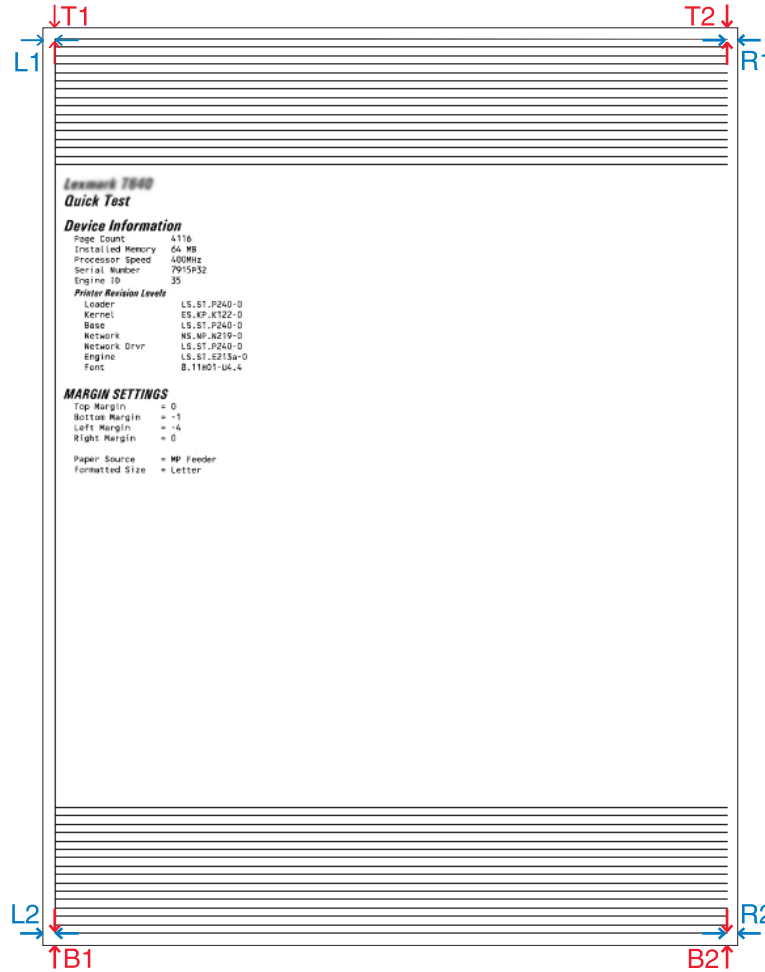 T1 T2
L1 R1
Lexmark T640
Quick Test
Device Information
Page Count 4116
Installed Memory 64 MB
Processor Speed 400MHz
Serial Number 7915P32
Engine ID 35
Printer Revision Levels
Loader LS.ST.P240-0
Kernel ES.KP.K122-0
Base LS.ST.P240-0
Network NS.NP.N219-0
Network Drvr LS.ST.P240-0
Engine LS.ST.E213a-0
Font
MARGIN SETTINGS
Top Margin = 0
Bottom Margin = -1
Left Margin = -4
Right Margin = 0
Paper Source = MP Feeder
Formatted Size = Letter
L2 R2
B1 B2